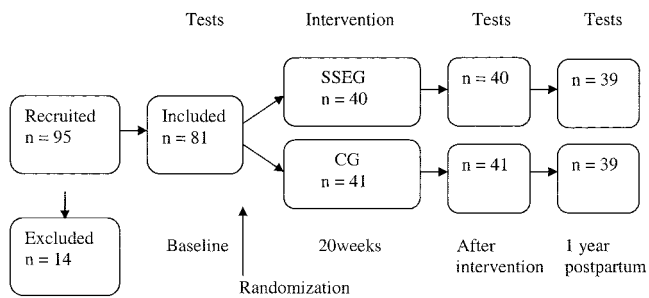 Tests
Intervention
Tests
Tests
Recruited
n = 95
Included
n = 81
SSEG
n = 40
n = 40
n = 39
CG
n = 41
n = 41
n = 39
Excluded
n = 14
Baseline
Randomization
20weeks
After
intervention
1 year
postpartum